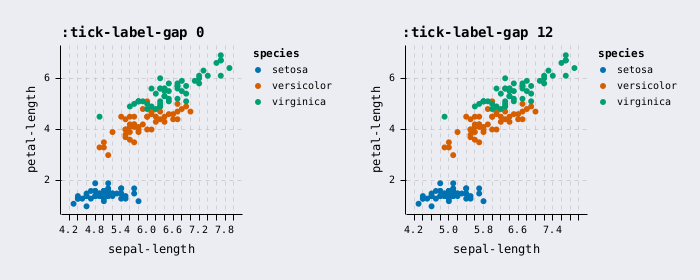 :tick-label-gap 0
species
setosa
versicolor
virginica
petal-length
6
4
2
4.2 4.8 5.4 6.0 6.6 7.2 7.8
sepal-length
:tick-label-gap 12
species
setosa
versicolor
virginica
petal-length
6
4
2
4.2 5.0 5.8 6.6 7.4
sepal-length